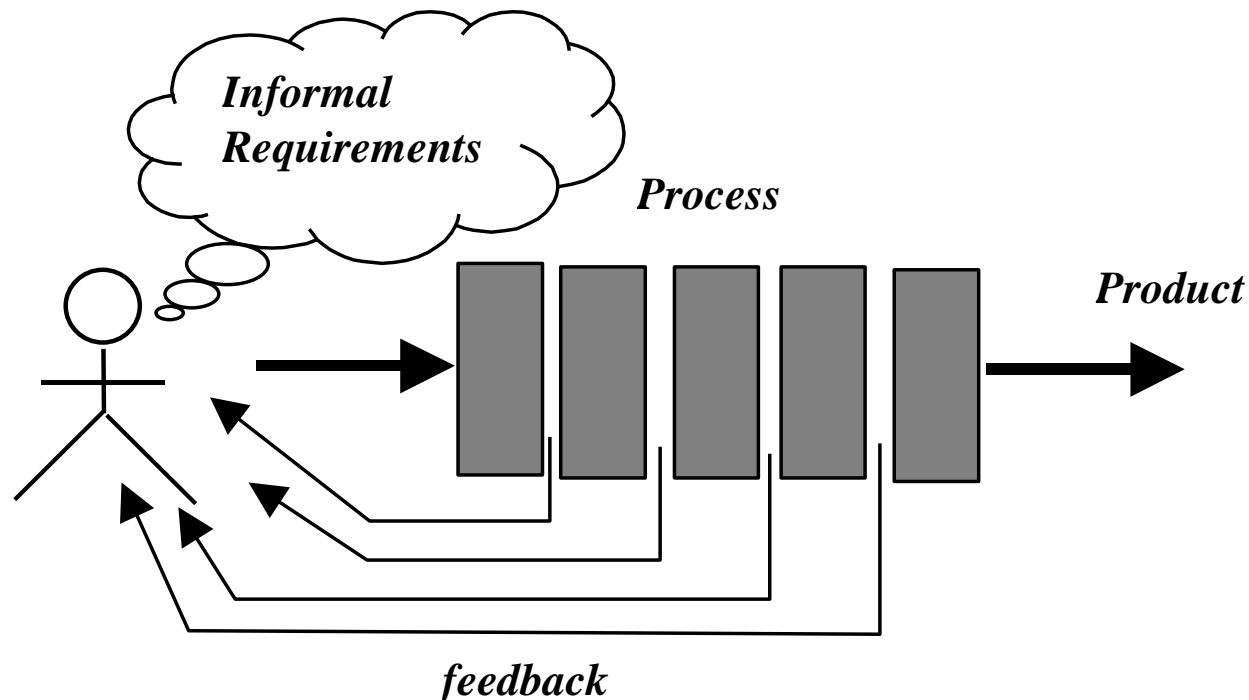 Informal
Requirements
Process
Product
feedback